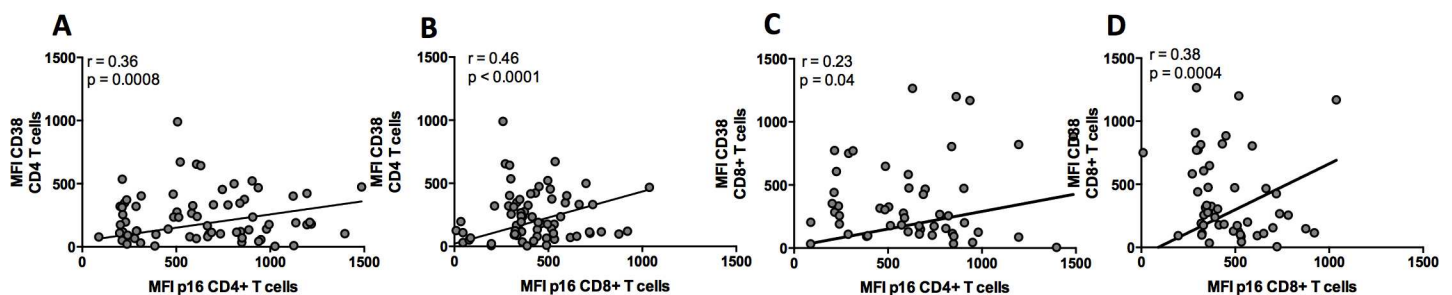 A
r = 0.36
p = 0.0008
1500
1000
500
0
0
500
1000
1500
MFI CD38
CD4 T cells
MFI p16 CD4+ T cells
B
r = 0.46
p < 0.0001
1500
1000
500
0
0
500
1000
1500
MFI CD38
CD4 T cells
MFI p16 CD8+ T cells
C
r = 0.23
p = 0.04
1500
1000
500
0
0
500
1000
1500
MFI CD38
CD8+ T cells
MFI p16 CD4+ T cells
D
r = 0.38
p = 0.0004
1500
1000
500
0
0
500
1000
1500
MFI
CD8+ T cells
MFI p16 CD8+ T cells